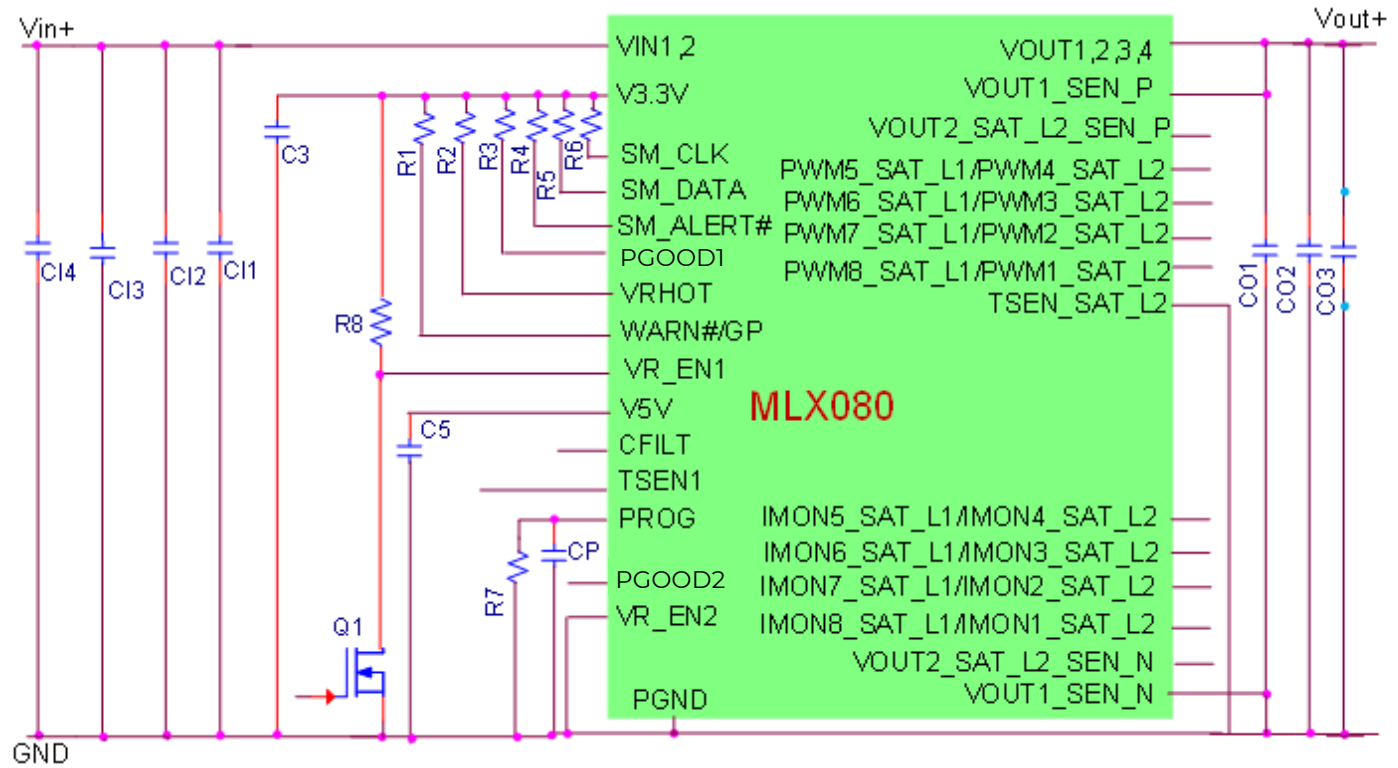 Vin+
Vout+
VIN1,2
VOUT1,2,3,4
V3.3V
VOUT1_SEN_P
VOUT2_SAT_L2_SEN_P
C3
R1
R2
R3
R4
R5
R6
SM_CLK
PWM5_SAT_L1/PWM4_SAT_L2
SM_DATA
PWM6_SAT_L1/PWM3_SAT_L2
SM_ALERT#
PWM7_SAT_L1/PWM2_SAT_L2
PGOOD1
PWM8_SAT_L1/PWM1_SAT_L2
CI4
CI3
CI2
CI1
VRHOT
TSEN_SAT_L2
CO1
CO2
CO3
R8
WARN#/GP
VR_EN1
V5V
MLX080
C5
CFILT
TSEN1
PROG
IMON5_SAT_L1/IMON4_SAT_L2
CP
IMON6_SAT_L1/IMON3_SAT_L2
R7
PGOOD2
IMON7_SAT_L1/IMON2_SAT_L2
VR_EN2
IMON8_SAT_L1/IMON1_SAT_L2
Q1
VOUT2_SAT_L2_SEN_N
PGND
VOUT1_SEN_N
GND